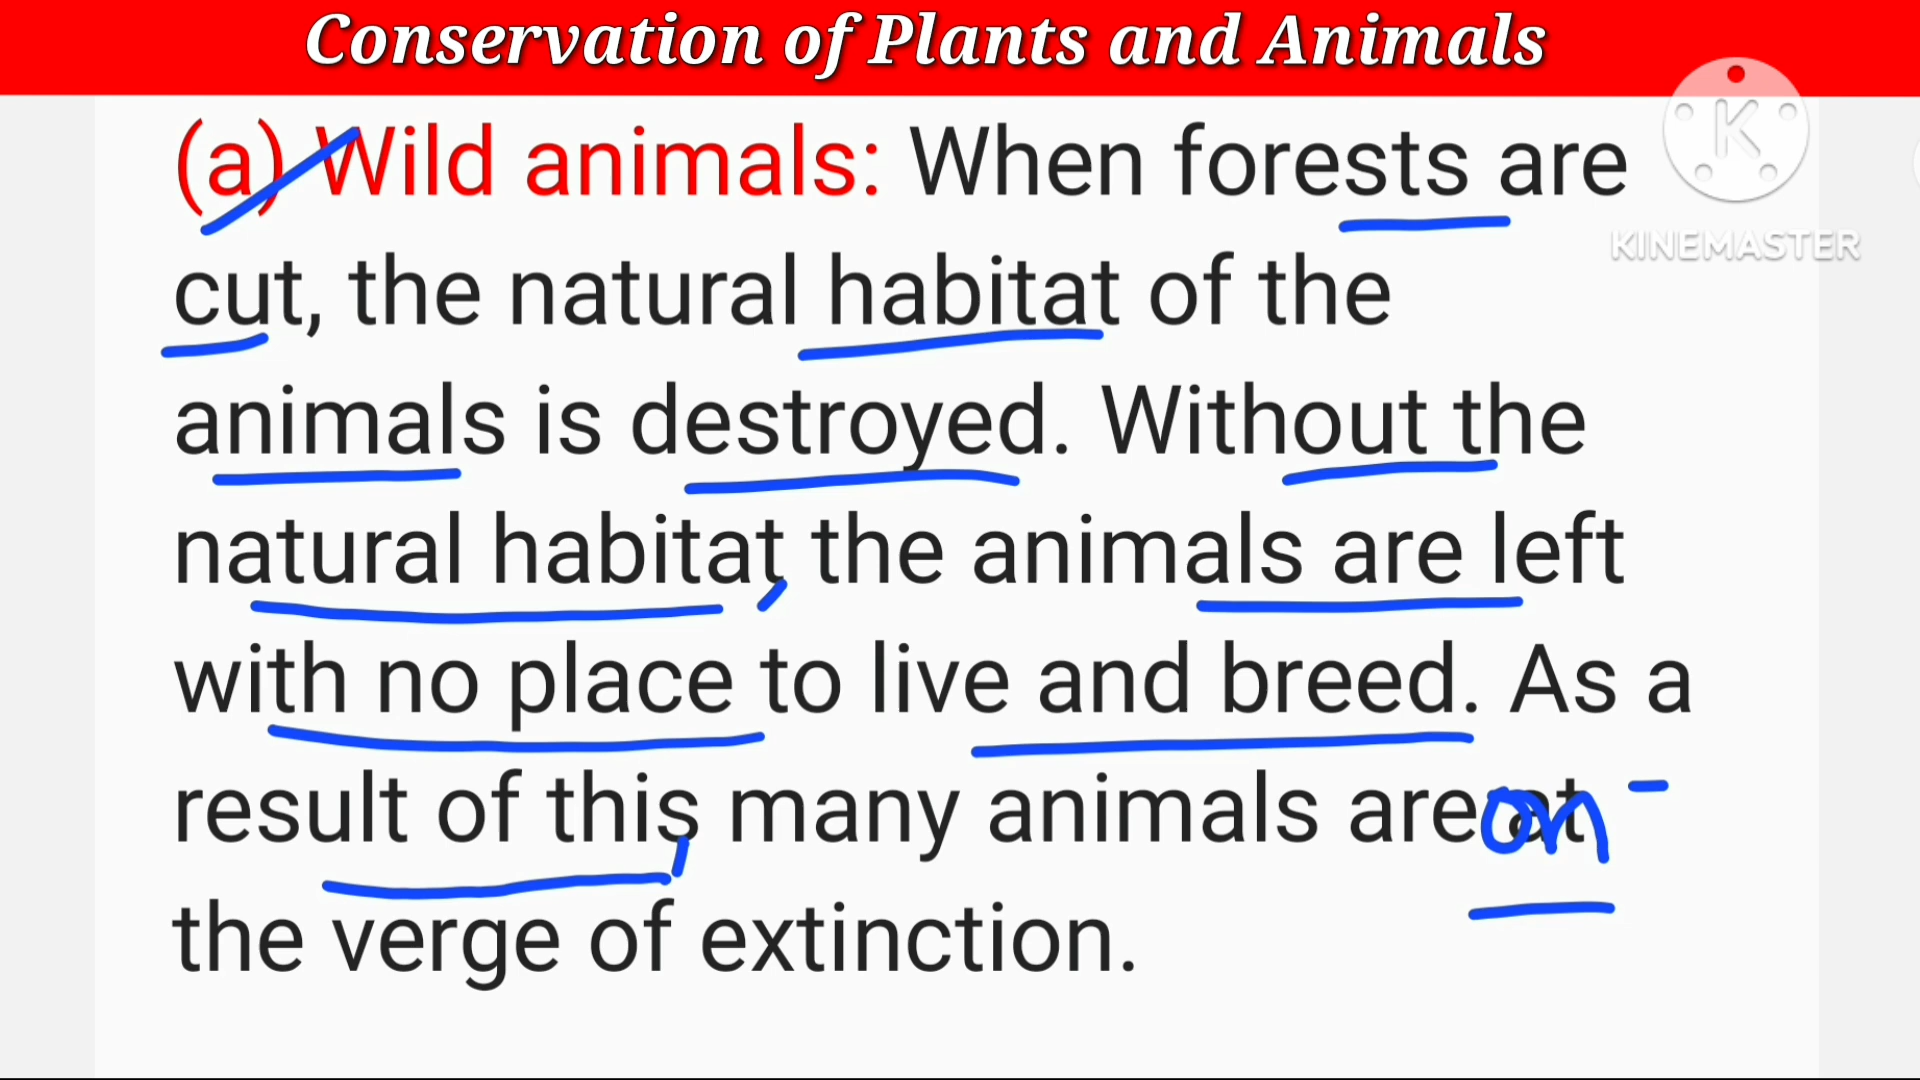 Conservation of Plants and Animals
(a) Wild animals: When forests are
cut, the natural habitat of the
animals is destroyed. Without the
natural habitat, the animals are left
with no place to live and breed. As a
result of this, many animals are at on
the verge of extinction.
K
KINEMASTER